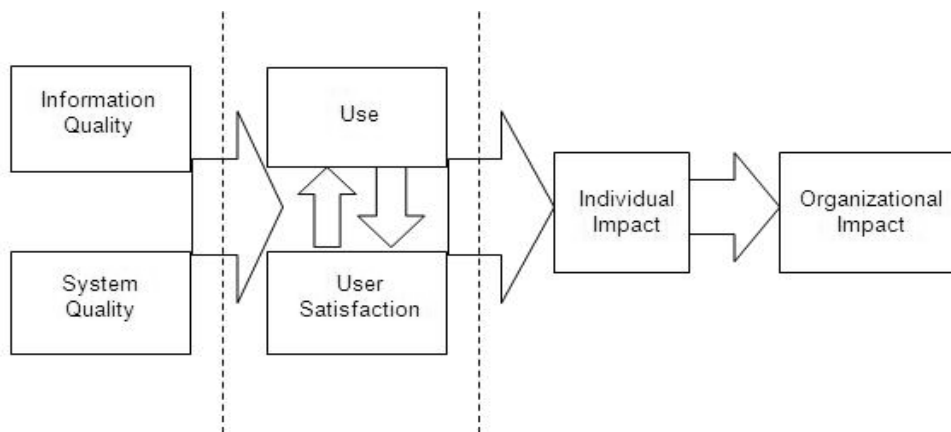 Information
Quality
System
Quality
Use
User
Satisfaction
Individual
Impact
Organizational
Impact